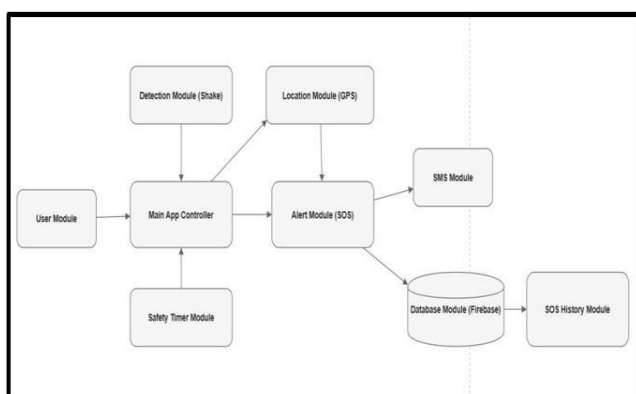 Detection Module (Shake)
Location Module (GPS)
SMS Module
User Module
Main App Controller
Alert Module (SOS)
Safety Timer Module
Database Module (Firebase)
SOS History Module